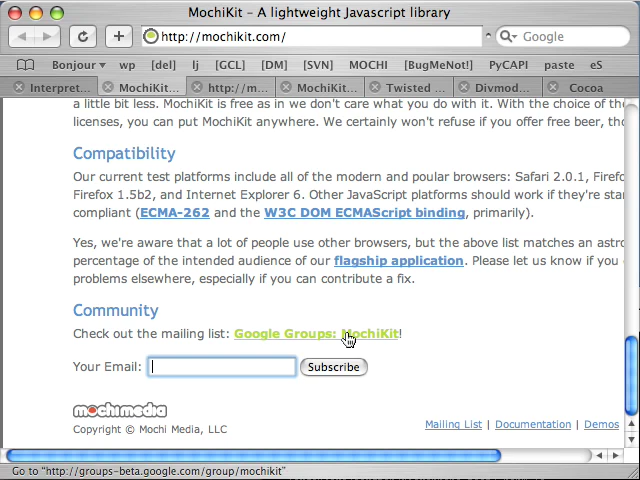 MochiKit – A lightweight Javascript library
http://mochikit.com/
Google
Bonjour wp [del] lj [GCL] [DM] [SVN] MOCHI [BugMeNot!] PyCAPI paste eS
Interpret... MochiKit... http://m... MochiKit... Twisted ... Divmod... Cocoa
a little bit less. MochiKit is free as in we don't care what you do with it. With the choice of th
licenses, you can put MochiKit anywhere. We certainly won't refuse if you offer free beer, tho
Compatibility
Our current test platforms include all of the modern and poular browsers: Safari 2.0.1, Firefo
Firefox 1.5b2, and Internet Explorer 6. Other JavaScript platforms should work if they're star
compliant (ECMA-262 and the W3C DOM ECMAScript binding, primarily).
Yes, we're aware that a lot of people use other browsers, but the above list matches an astro
percentage of the intended audience of our flagship application. Please let us know if you
problems elsewhere, especially if you can contribute a fix.
Community
Check out the mailing list: Google Groups: MochiKit!
Your Email: Subscribe
mochimedia
Copyright © Mochi Media, LLC
Mailing List | Documentation | Demos
Go to "http://groups-beta.google.com/group/mochikit"